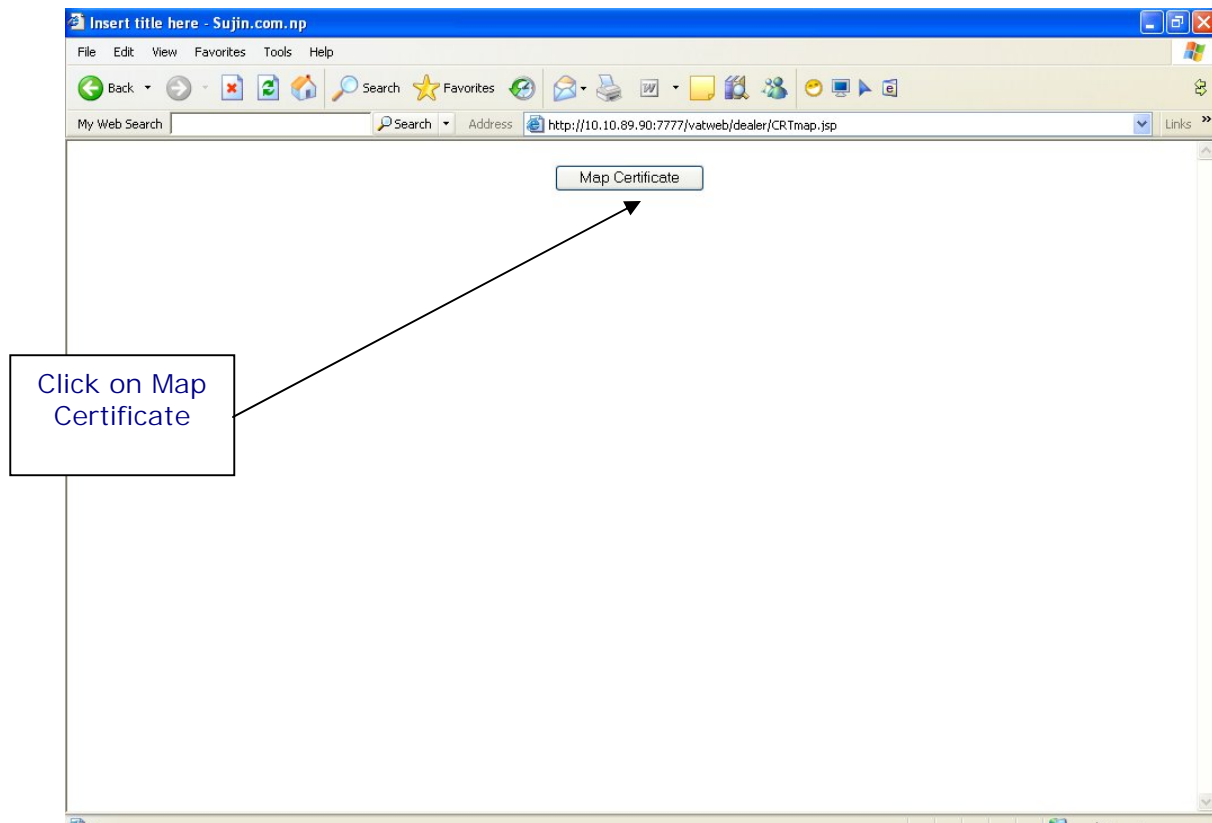 Insert title here - Sujin.com.np
File Edit View Favorites Tools Help
Back Search Favorites
My Web Search Search Address http://10.10.89.90:7777/vatweb/dealer/CRTmap.jsp Links »
Map Certificate
Click on Map
Certificate